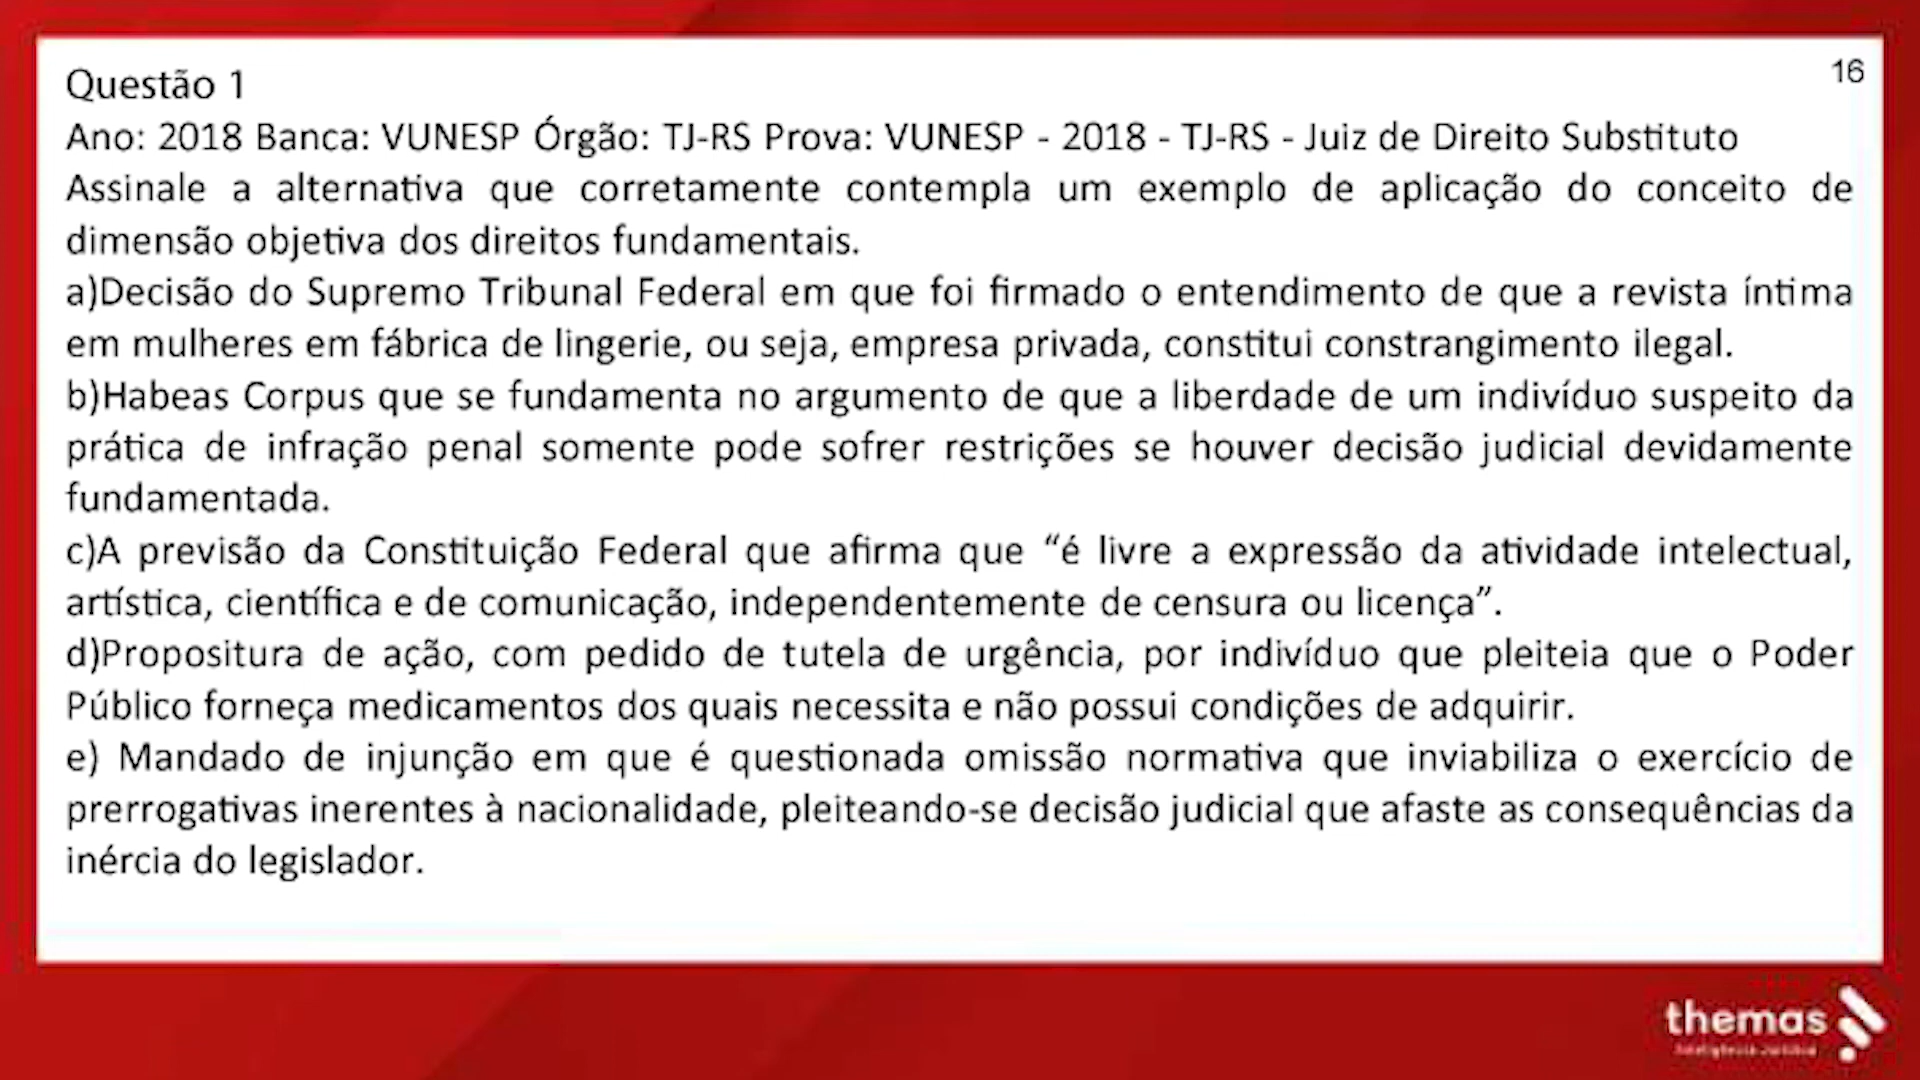 16
Questão 1
Ano: 2018 Banca: VUNESP Órgão: TJ-RS Prova: VUNESP - 2018 - TJ-RS - Juiz de Direito Substituto
Assinale a alternativa que corretamente contempla um exemplo de aplicação do conceito de
dimensão objetiva dos direitos fundamentais.
a)Decisão do Supremo Tribunal Federal em que foi firmado o entendimento de que a revista íntima
em mulheres em fábrica de lingerie, ou seja, empresa privada, constitui constrangimento ilegal.
b)Habeas Corpus que se fundamenta no argumento de que a liberdade de um indivíduo suspeito da
prática de infração penal somente pode sofrer restrições se houver decisão judicial devidamente
fundamentada.
c)A previsão da Constituição Federal que afirma que “é livre a expressão da atividade intelectual,
artística, científica e de comunicação, independentemente de censura ou licença”.
d)Propositura de ação, com pedido de tutela de urgência, por indivíduo que pleiteia que o Poder
Público forneça medicamentos dos quais necessita e não possui condições de adquirir.
e) Mandado de injunção em que é questionada omissão normativa que inviabiliza o exercício de
prerrogativas inerentes à nacionalidade, pleiteando-se decisão judicial que afaste as consequências da
inércia do legislador.
themas